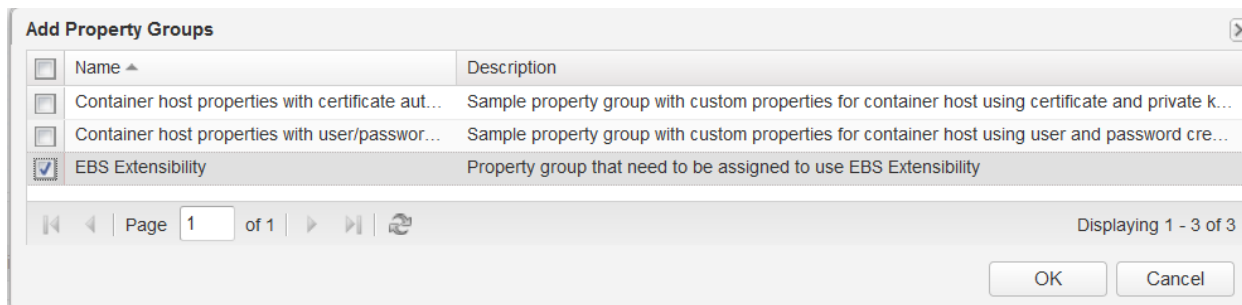 Add Property Groups
Name Description
Container host properties with certificate aut... Sample property group with custom properties for container host using certificate and private k...
Container host properties with user/passwor... Sample property group with custom properties for container host using user and password cre...
EBS Extensibility Property group that need to be assigned to use EBS Extensibility
Page 1 of 1 Displaying 1 - 3 of 3
OK Cancel